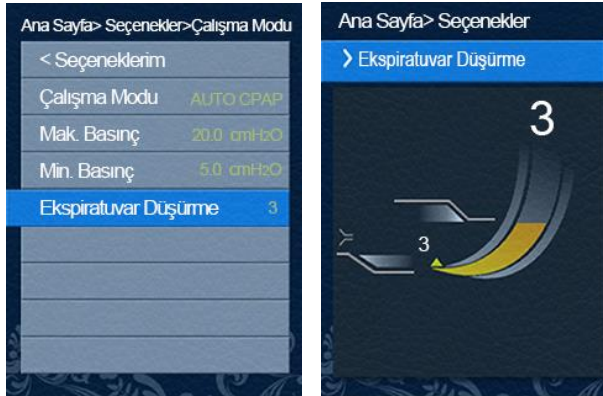 Ana Sayfa> Seçenekler>Çalışma Modu
< Seçeneklerim
Çalışma Modu AUTO CPAP
Mak. Basınç 20.0 cmH2O
Min. Basınç 5.0 cmH2O
Ekspiratuvar Düşürme 3
Ana Sayfa> Seçenekler
> Ekspiratuvar Düşürme
3
3